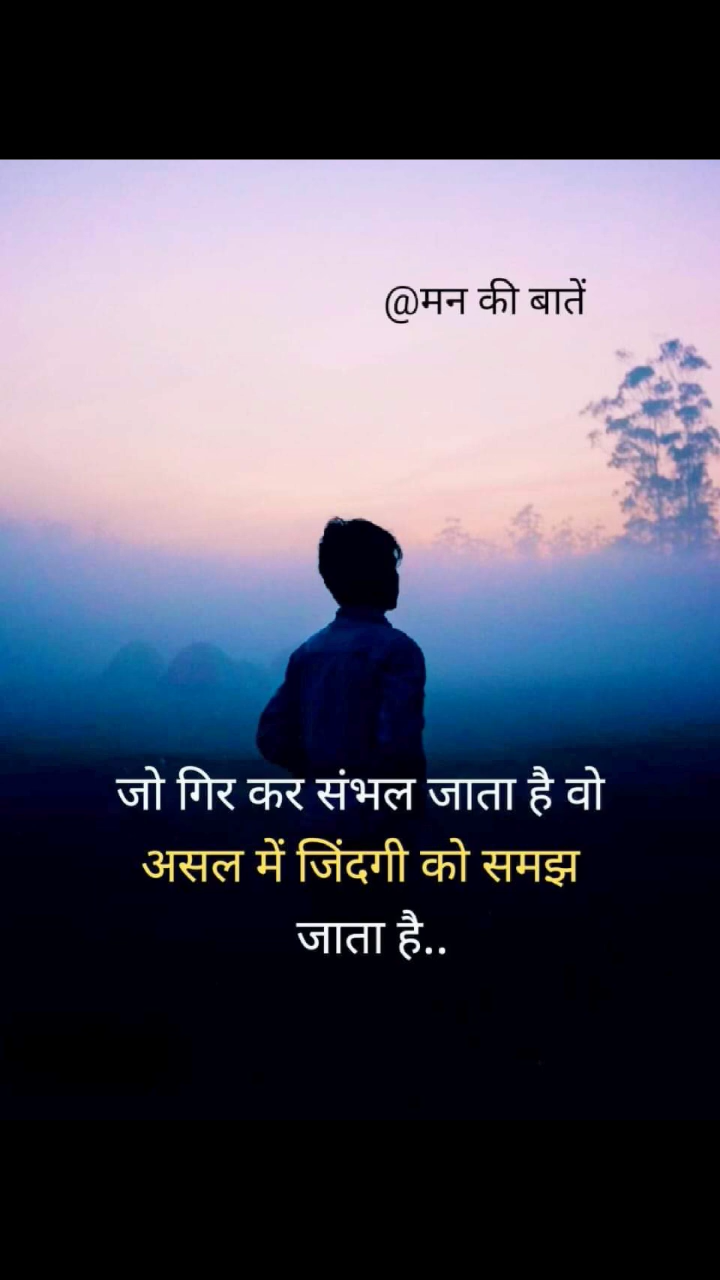 @मन की बातें
जो गिर कर संभल जाता है वो
असल में जिंदगी को समझ
जाता है..